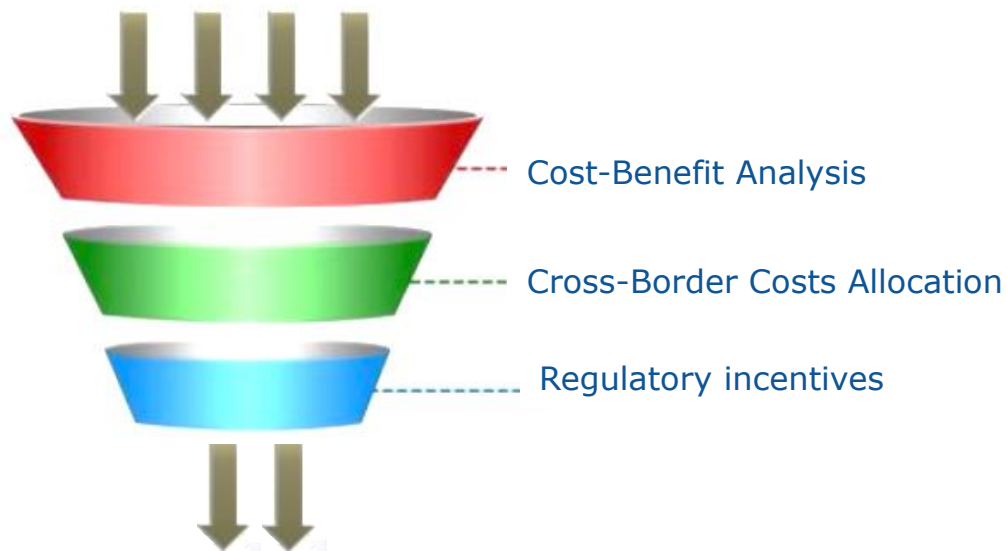 Cost-Benefit Analysis
Cross-Border Costs Allocation
Regulatory incentives